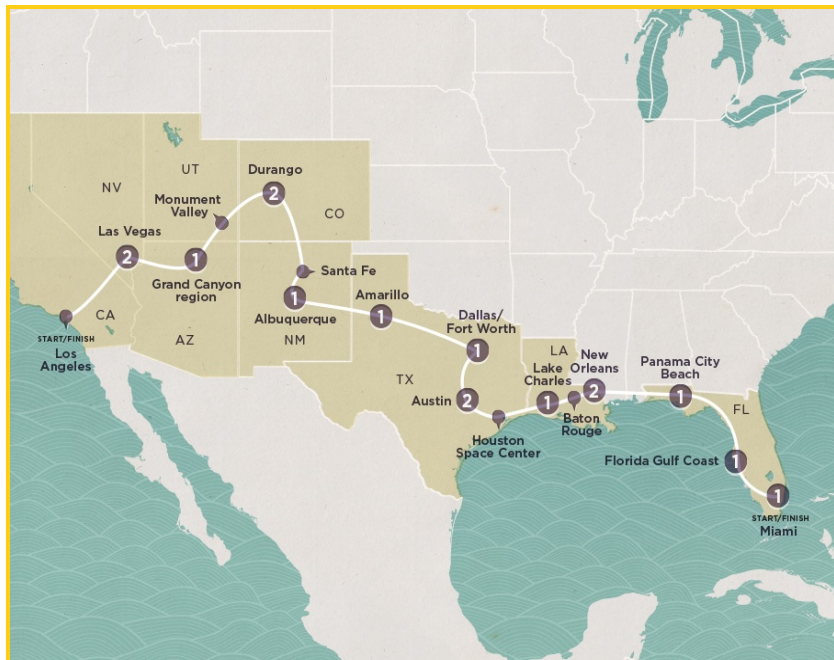 Durango
2
UT
NV
Monument
Valley
CO
Las Vegas
2
1
Grand Canyon
region
Santa Fe
1
Albuquerque
Amarillo
1
START/FINISH
Los
Angeles
CA
AZ
NM
Dallas/
Fort Worth
1
TX
LA
Lake
Charles
1
New
Orleans
2
Austin
2
Houston
Space Center
Baton
Rouge
Panama City
Beach
1
FL
Florida Gulf Coast
1
1
START/FINISH
Miami